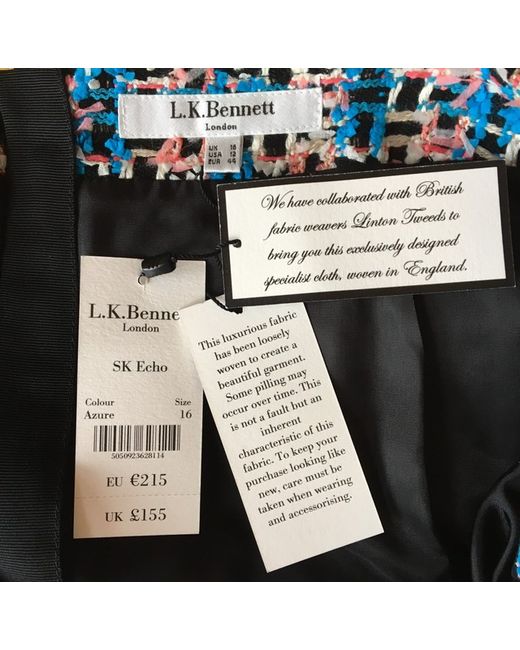 L.K.Bennett
London
UK 16
USA 12
EUR 44
We have collaborated with British
fabric weavers Linton Tweeds to
bring you this exclusively designed
specialist cloth, woven in England.
L.K.Benne
London
SK Echo
Colour Size
Azure 16
5050923628114
EU €215
UK £155
This luxurious fabric
has been loosely
woven to create a
beautiful garment.
Some pilling may
occur over time. This
is not a fault but an
inherent
characteristic of this
fabric. To keep your
purchase looking like
new, care must be
taken when wearing
and accessorising.